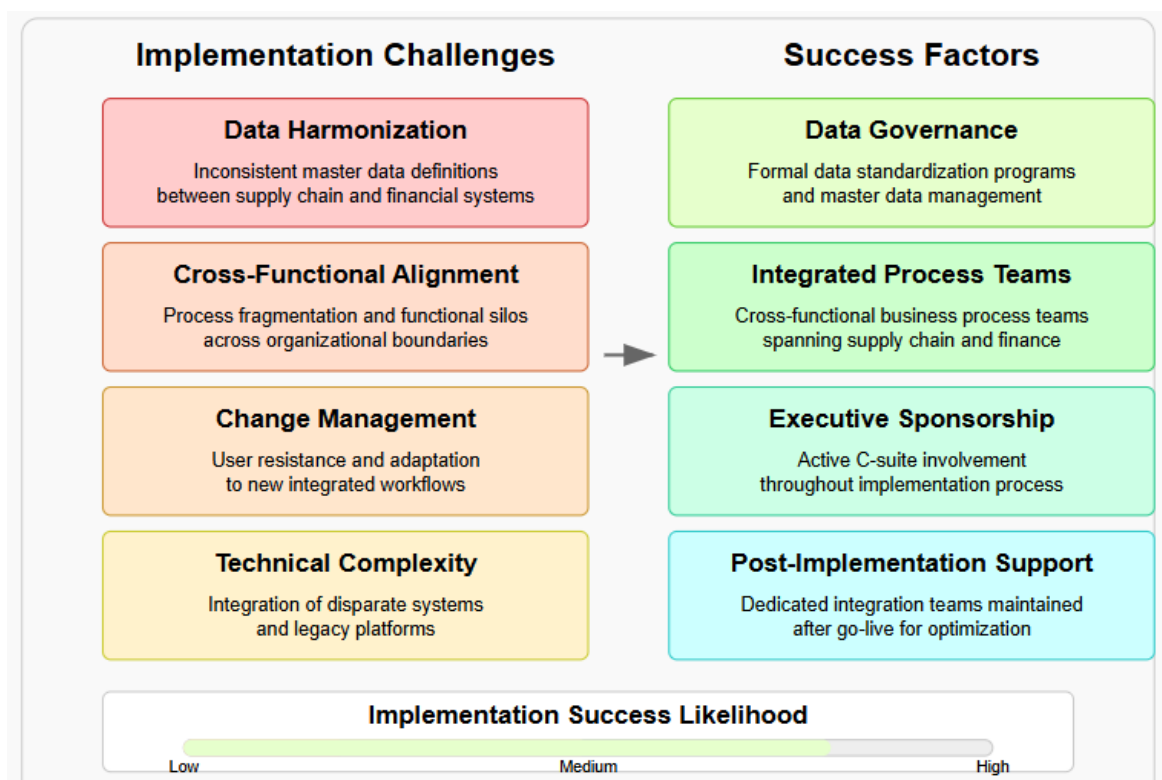 Implementation Challenges
Success Factors
Data Harmonization
Inconsistent master data definitions
between supply chain and financial systems
Data Governance
Formal data standardization programs
and master data management
Cross-Functional Alignment
Process fragmentation and functional silos
across organizational boundaries
Integrated Process Teams
Cross-functional business process teams
spanning supply chain and finance
Change Management
User resistance and adaptation
to new integrated workflows
Executive Sponsorship
Active C-suite involvement
throughout implementation process
Technical Complexity
Integration of disparate systems
and legacy platforms
Post-Implementation Support
Dedicated integration teams maintained
after go-live for optimization
Implementation Success Likelihood
Low
Medium
High